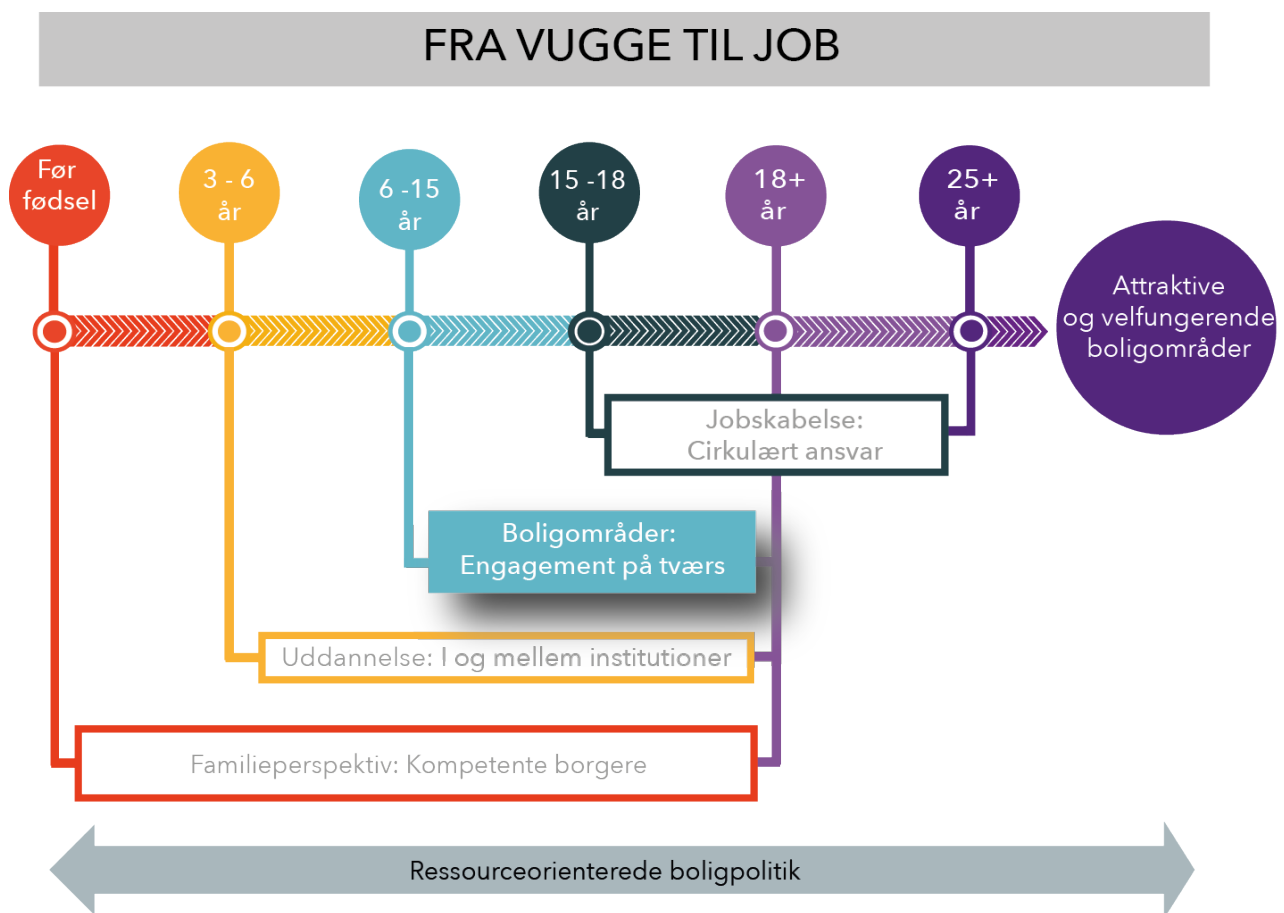 FRA VUGGE TIL JOB
Før
fødsel
3 - 6
år
6 -15
år
15 -18
år
18+
år
25+
år
Attraktive
og velfungerende
boligområder
Jobskabelse:
Cirkulært ansvar
Boligområder:
Engagement på tværs
Uddannelse: I og mellem institutioner
Familieperspektiv: Kompetente borgere
Ressourceorienterede boligpolitik